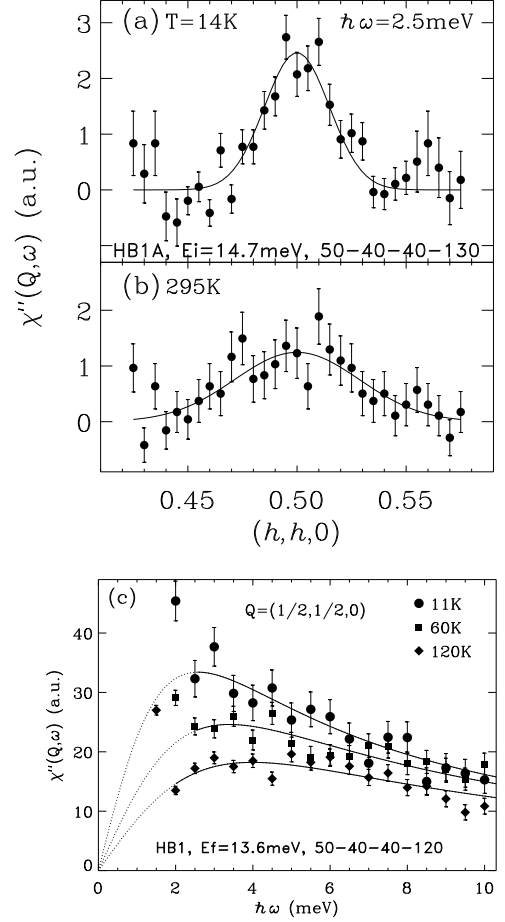 (a) T=14K ħω=2.5meV
3
2
1
0
HB1A, Ei=14.7meV, 50-40-40-130
χ''(Q,ω) (a.u.)
(b) 295K
2
1
0
0.45 0.50 0.55
(h,h,0)
(c)
Q=(1/2,1/2,0)
11K
60K
120K
40
30
20
10
0
χ''(Q,ω) (a.u.)
HB1, Ef=13.6meV, 50-40-40-120
0 2 4 6 8 10
ħω (meV)